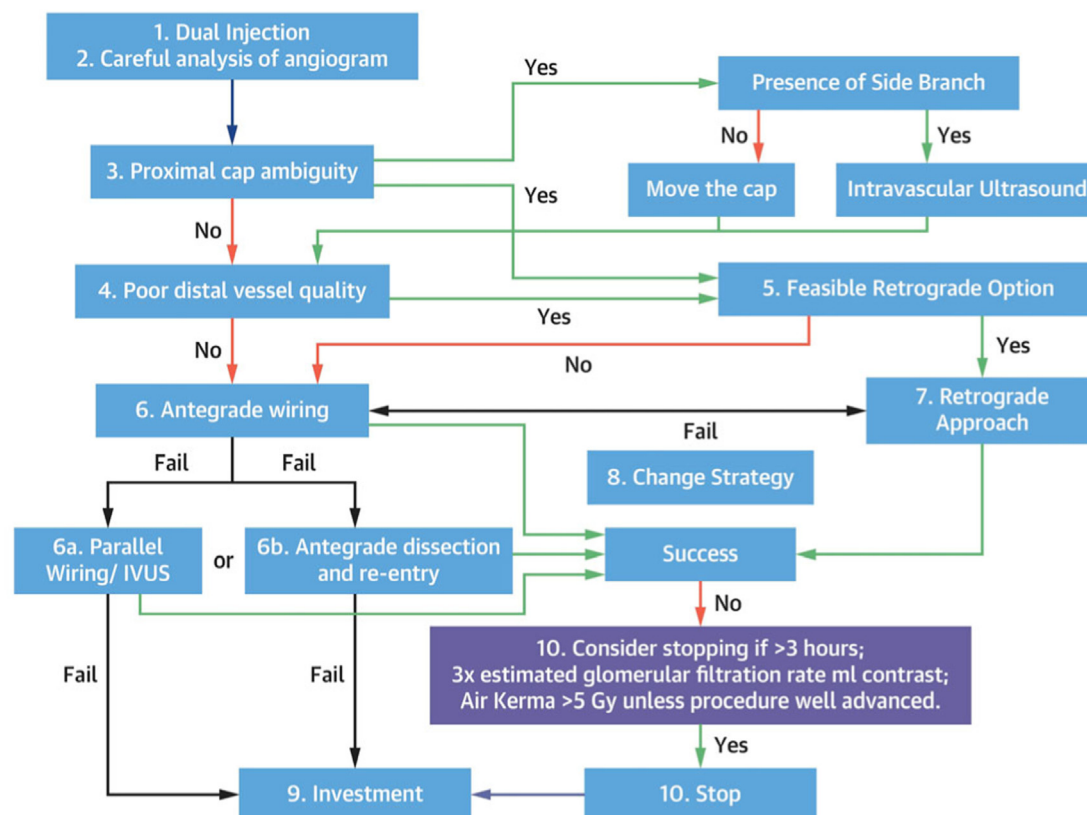 1. Dual Injection
2. Careful analysis of angiogram
Yes
Presence of Side Branch
No
Yes
3. Proximal cap ambiguity
Move the cap
Intravascular Ultrasound
Yes
No
4. Poor distal vessel quality
5. Feasible Retrograde Option
Yes
No
No
Yes
6. Antegrade wiring
7. Retrograde
Approach
Fail
Fail
Fail
8. Change Strategy
6a. Parallel
Wiring/ IVUS
or
6b. Antegrade dissection
and re-entry
Success
No
10. Consider stopping if >3 hours;
3x estimated glomerular filtration rate ml contrast;
Air Kerma >5 Gy unless procedure well advanced.
Fail
Fail
Yes
9. Investment
10. Stop